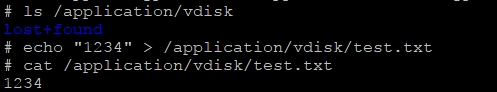 # ls /application/vdisk
lost+found
# echo "1234" > /application/vdisk/test.txt
# cat /application/vdisk/test.txt
1234